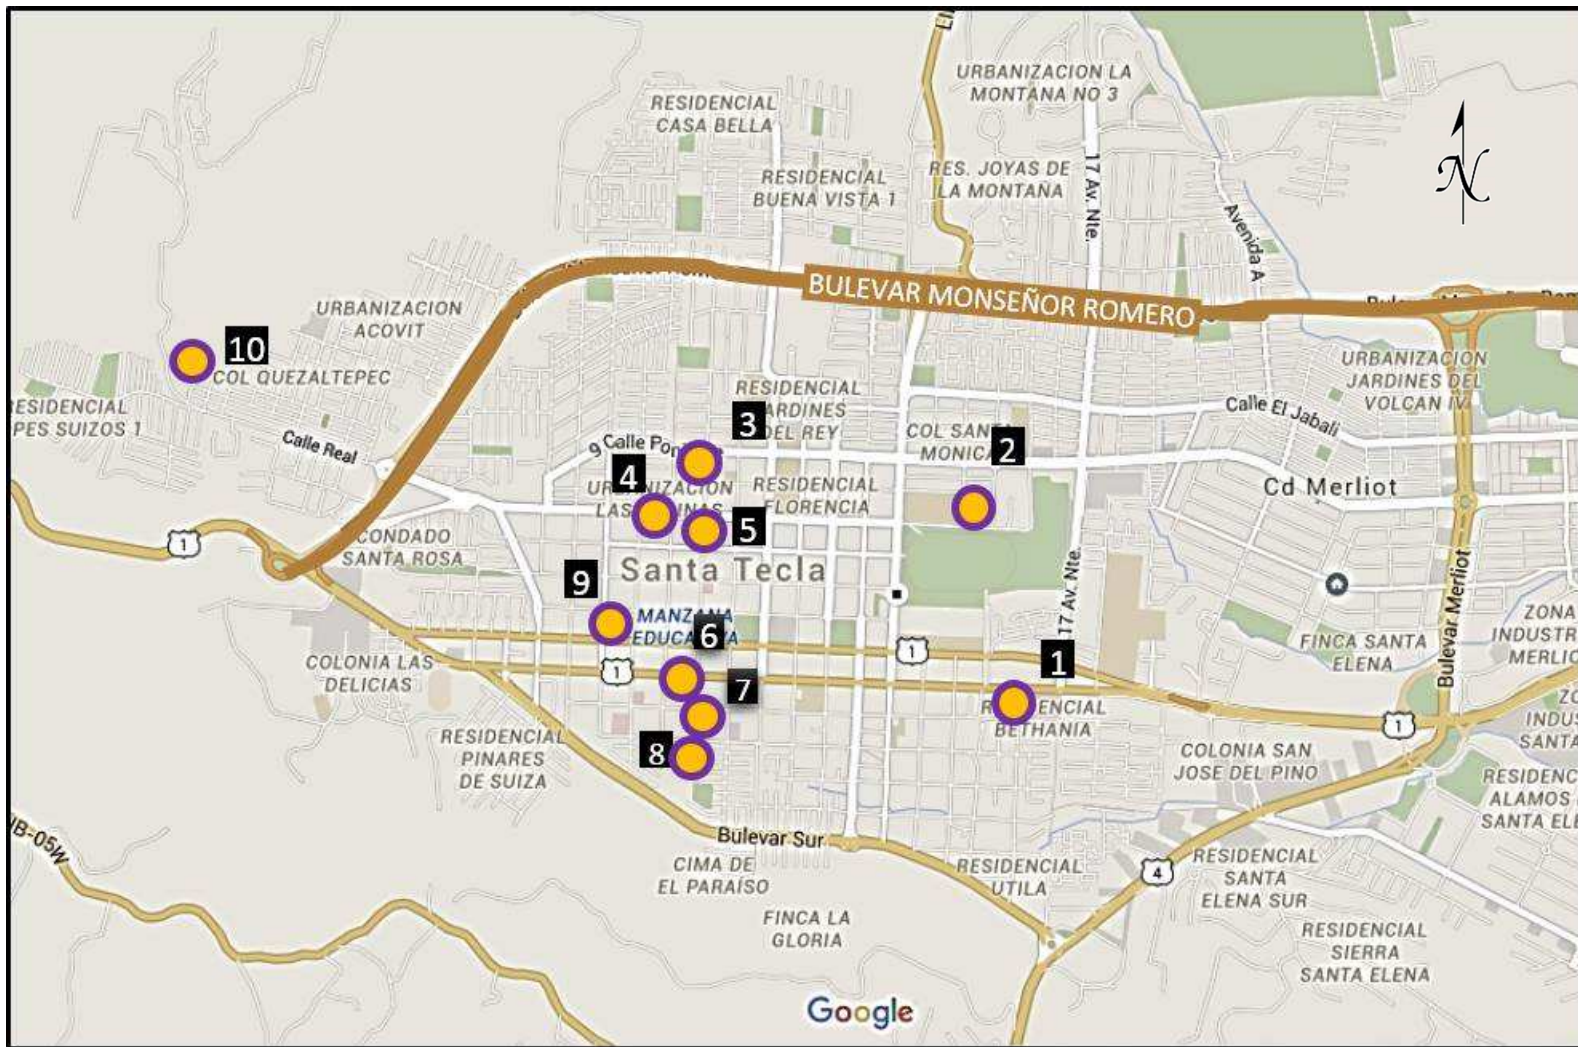 URBANIZACION LA
MONTANA NO 3
RESIDENCIAL
CASA BELLA
N
17 Av. Nte.
RES. JOYAS DE
LA MONTAÑA
RESIDENCIAL
BUENA VISTA 1
Avenida A
BULEVAR MONSEÑOR ROMERO
URBANIZACION
ACOVIT
10
COL QUEZALTEPEC
URBANIZACION
JARDINES DEL
VOLCAN IV
RESIDENCIAL
JARDINES
DEL REY
Calle El Jabali
3
COL SANTA
MONICA
2
Calle Real
9 Calle
4
RESIDENCIAL
FLORENCIA
Cd Merliot
5
1
CONDADO
SANTA ROSA
Santa Tecla
9
MANZANA
6
17 Av. Nte.
Bulevar Merliot
FINCA SANTA
ELENA
1
1
1
COLONIA LAS
DELICIAS
7
RESIDENCIAL
BETHANIA
1
RESIDENCIAL
PINARES
DE SUIZA
8
COLONIA SAN
JOSE DEL PINO
Bulevar Sur
CIMA DE
EL PARAÍSO
RESIDENCIAL
UTILA
4
RESIDENCIAL
SANTA
ELENA SUR
FINCA LA
GLORIA
RESIDENCIAL
SIERRA
SANTA ELENA
Google